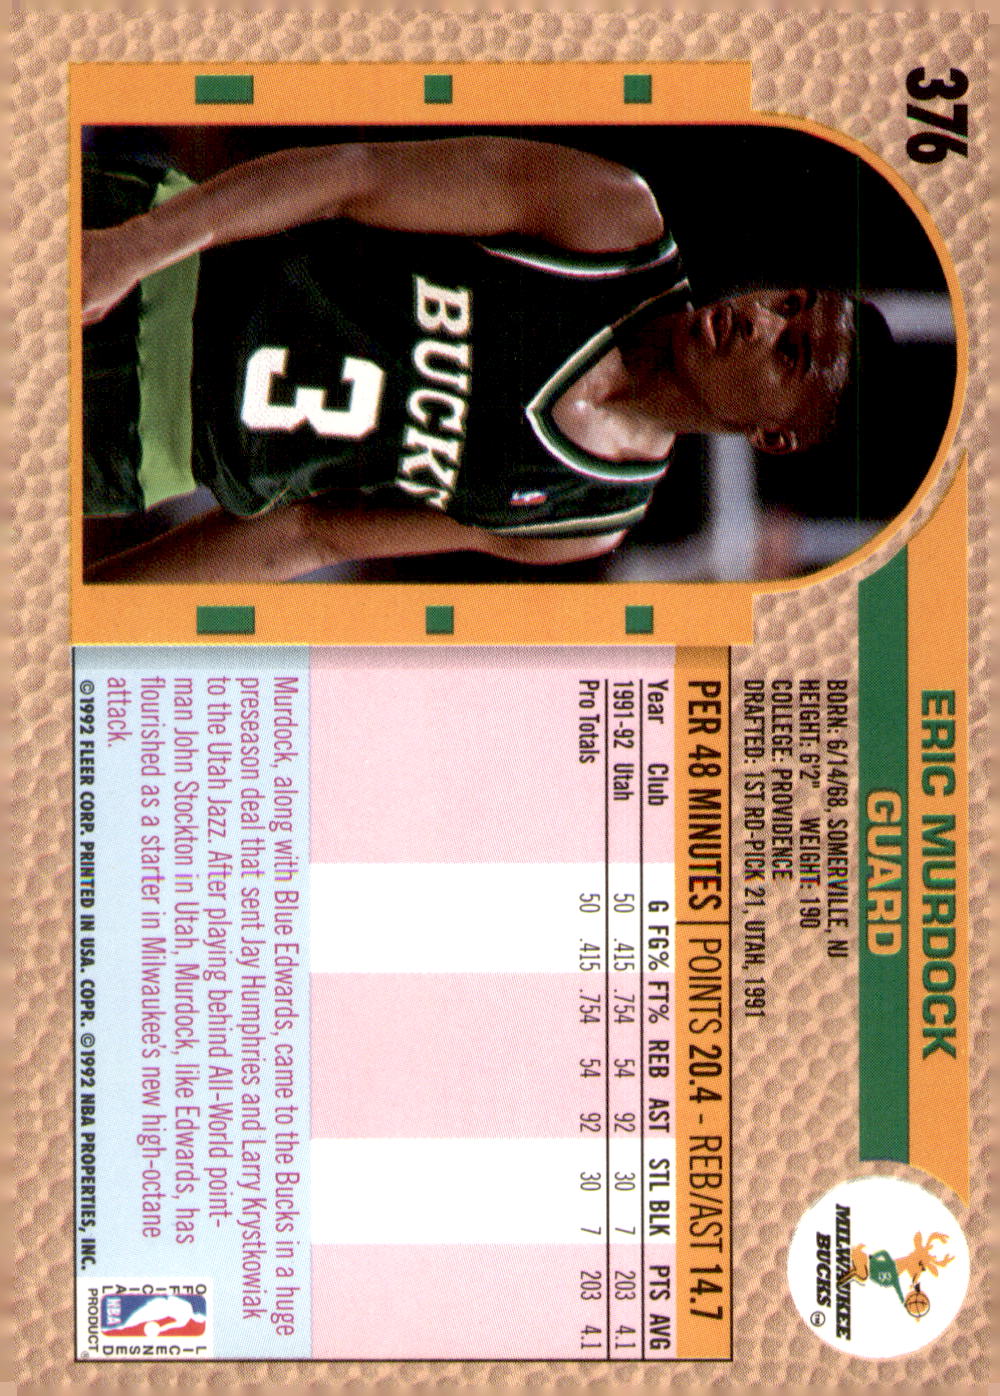 376
ERIC MURDOCK
GUARD
MILWAUKEE
BUCKS
TM
BORN: 6/14/68, SOMERVILLE, NJ
HEIGHT: 6'2" WEIGHT: 190
COLLEGE: PROVIDENCE
DRAFTED: 1ST RD-PICK 21, UTAH, 1991
BUCKS
3
PER 48 MINUTES | POINTS 20.4 - REB/AST 14.7
Year Club G FG% FT% REB AST STL BLK PTS AVG
1991-92 Utah 50 .415 .754 54 92 30 7 203 4.1
Pro Totals 50 .415 .754 54 92 30 7 203 4.1
Murdock, along with Blue Edwards, came to the Bucks in a huge
preseason deal that sent Jay Humphries and Larry Krystkowiak
to the Utah Jazz. After playing behind All-World point-
man John Stockton in Utah, Murdock, like Edwards, has
flourished as a starter in Milwaukee's new high-octane
attack.
©1992 FLEER CORP. PRINTED IN USA. COPR. ©1992 NBA PROPERTIES, INC.
OFFICIAL
NBA
LICENSED
PRODUCT®